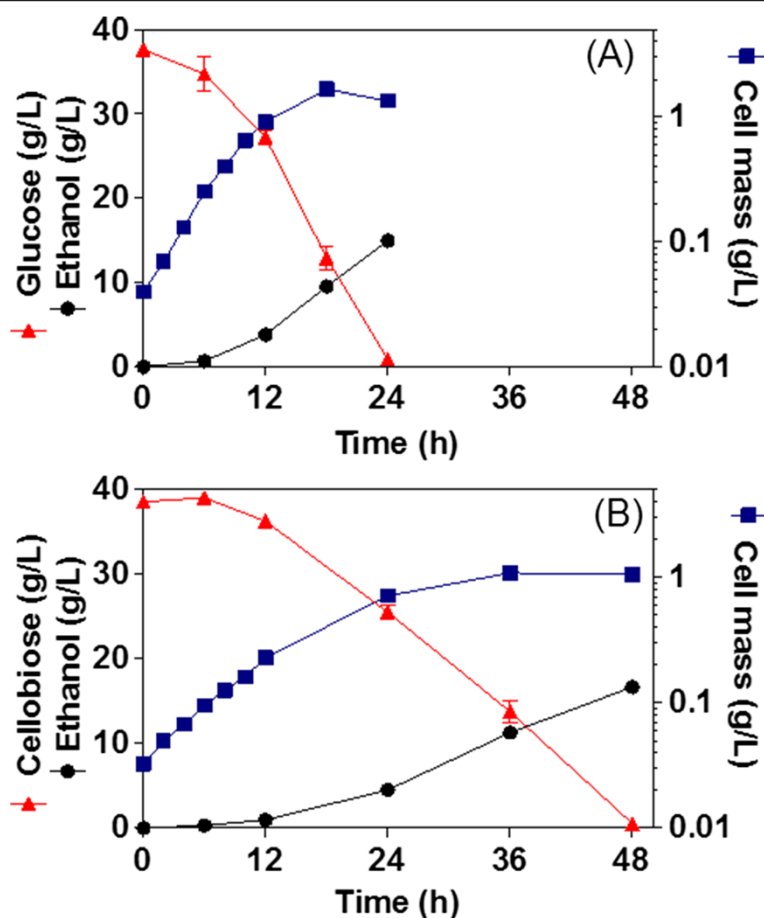 (A)
Glucose (g/L)
Ethanol (g/L)
40
30
20
10
0
1
0.1
0.01
Cell mass (g/L)
0 12 24 36 48
Time (h)
(B)
Cellobiose (g/L)
Ethanol (g/L)
40
30
20
10
0
1
0.1
0.01
Cell mass (g/L)
0 12 24 36 48
Time (h)